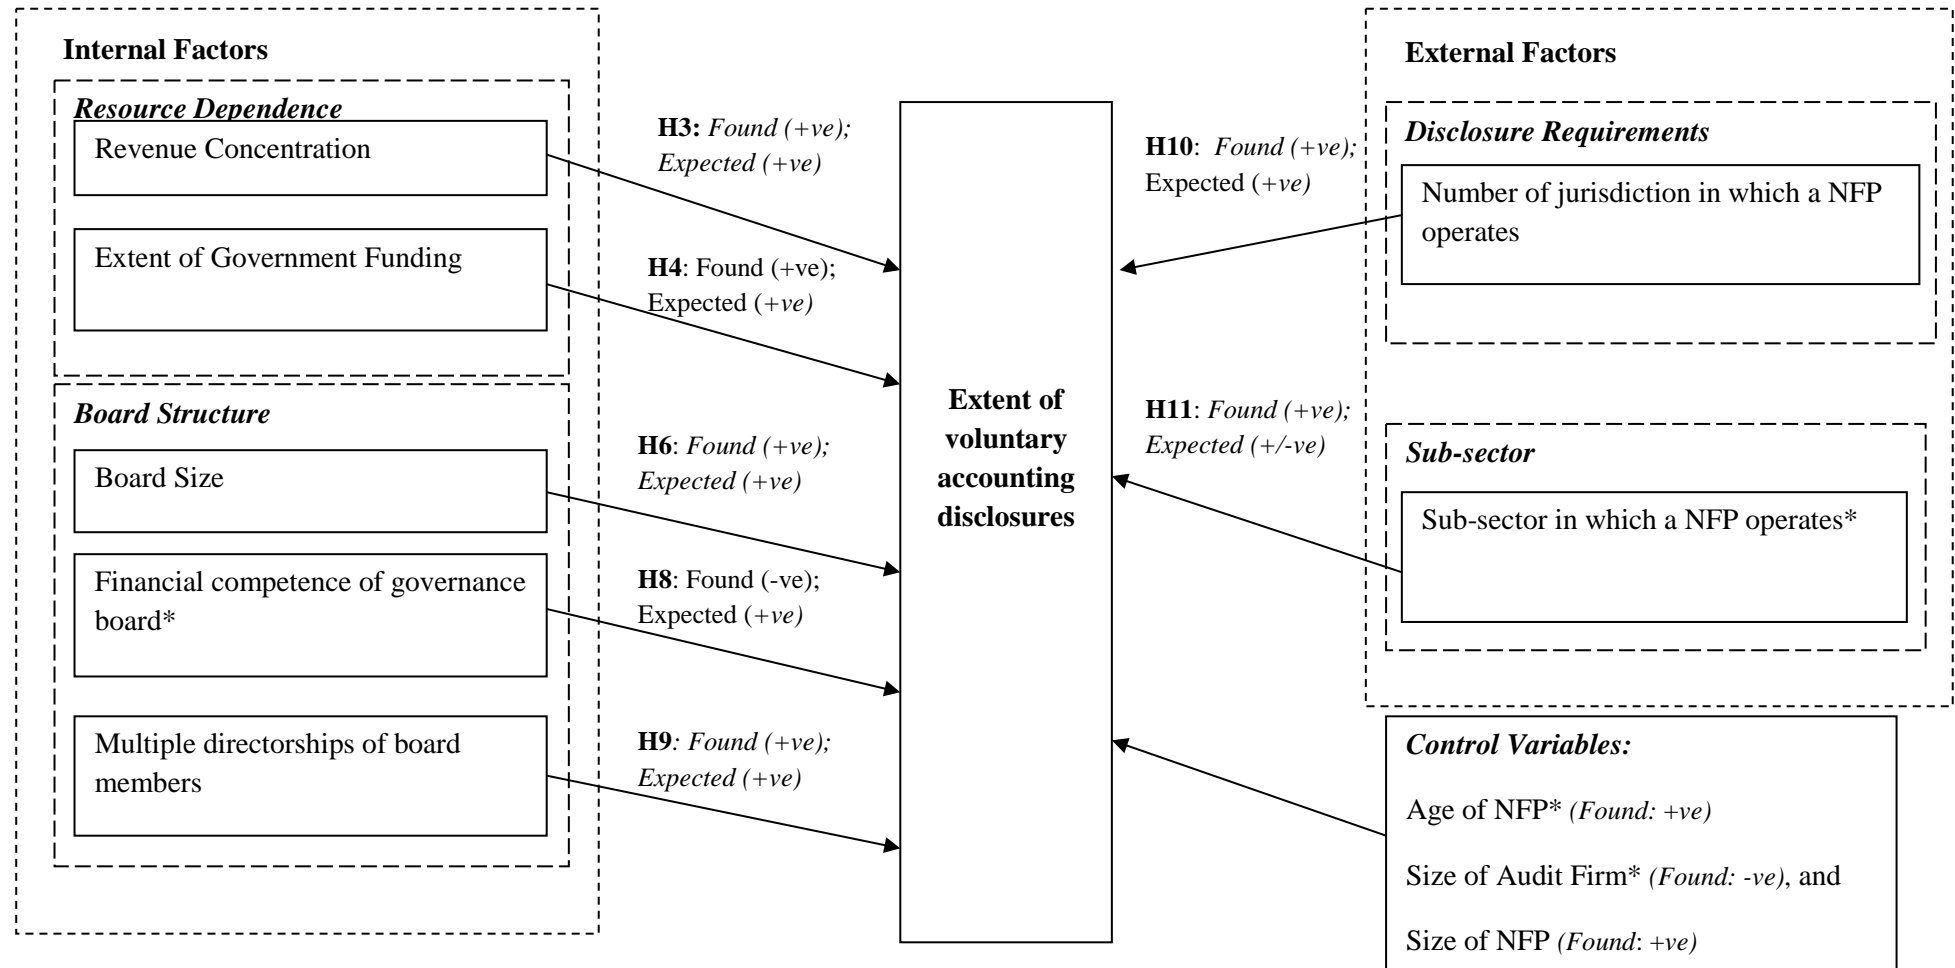 Internal Factors
Resource Dependence
Revenue Concentration
Extent of Government Funding
Board Structure
Board Size
Financial competence of governance
board*
Multiple directorships of board
members
H3: Found (+ve);
Expected (+ve)
H4: Found (+ve);
Expected (+ve)
H6: Found (+ve);
Expected (+ve)
H8: Found (-ve);
Expected (+ve)
H9: Found (+ve);
Expected (+ve)
Extent of
voluntary
accounting
disclosures
H10: Found (+ve);
Expected (+ve)
H11: Found (+ve);
Expected (+/-ve)
External Factors
Disclosure Requirements
Number of jurisdiction in which a NFP
operates
Sub-sector
Sub-sector in which a NFP operates*
Control Variables:
Age of NFP* (Found: +ve)
Size of Audit Firm* (Found: -ve), and
Size of NFP (Found: +ve)